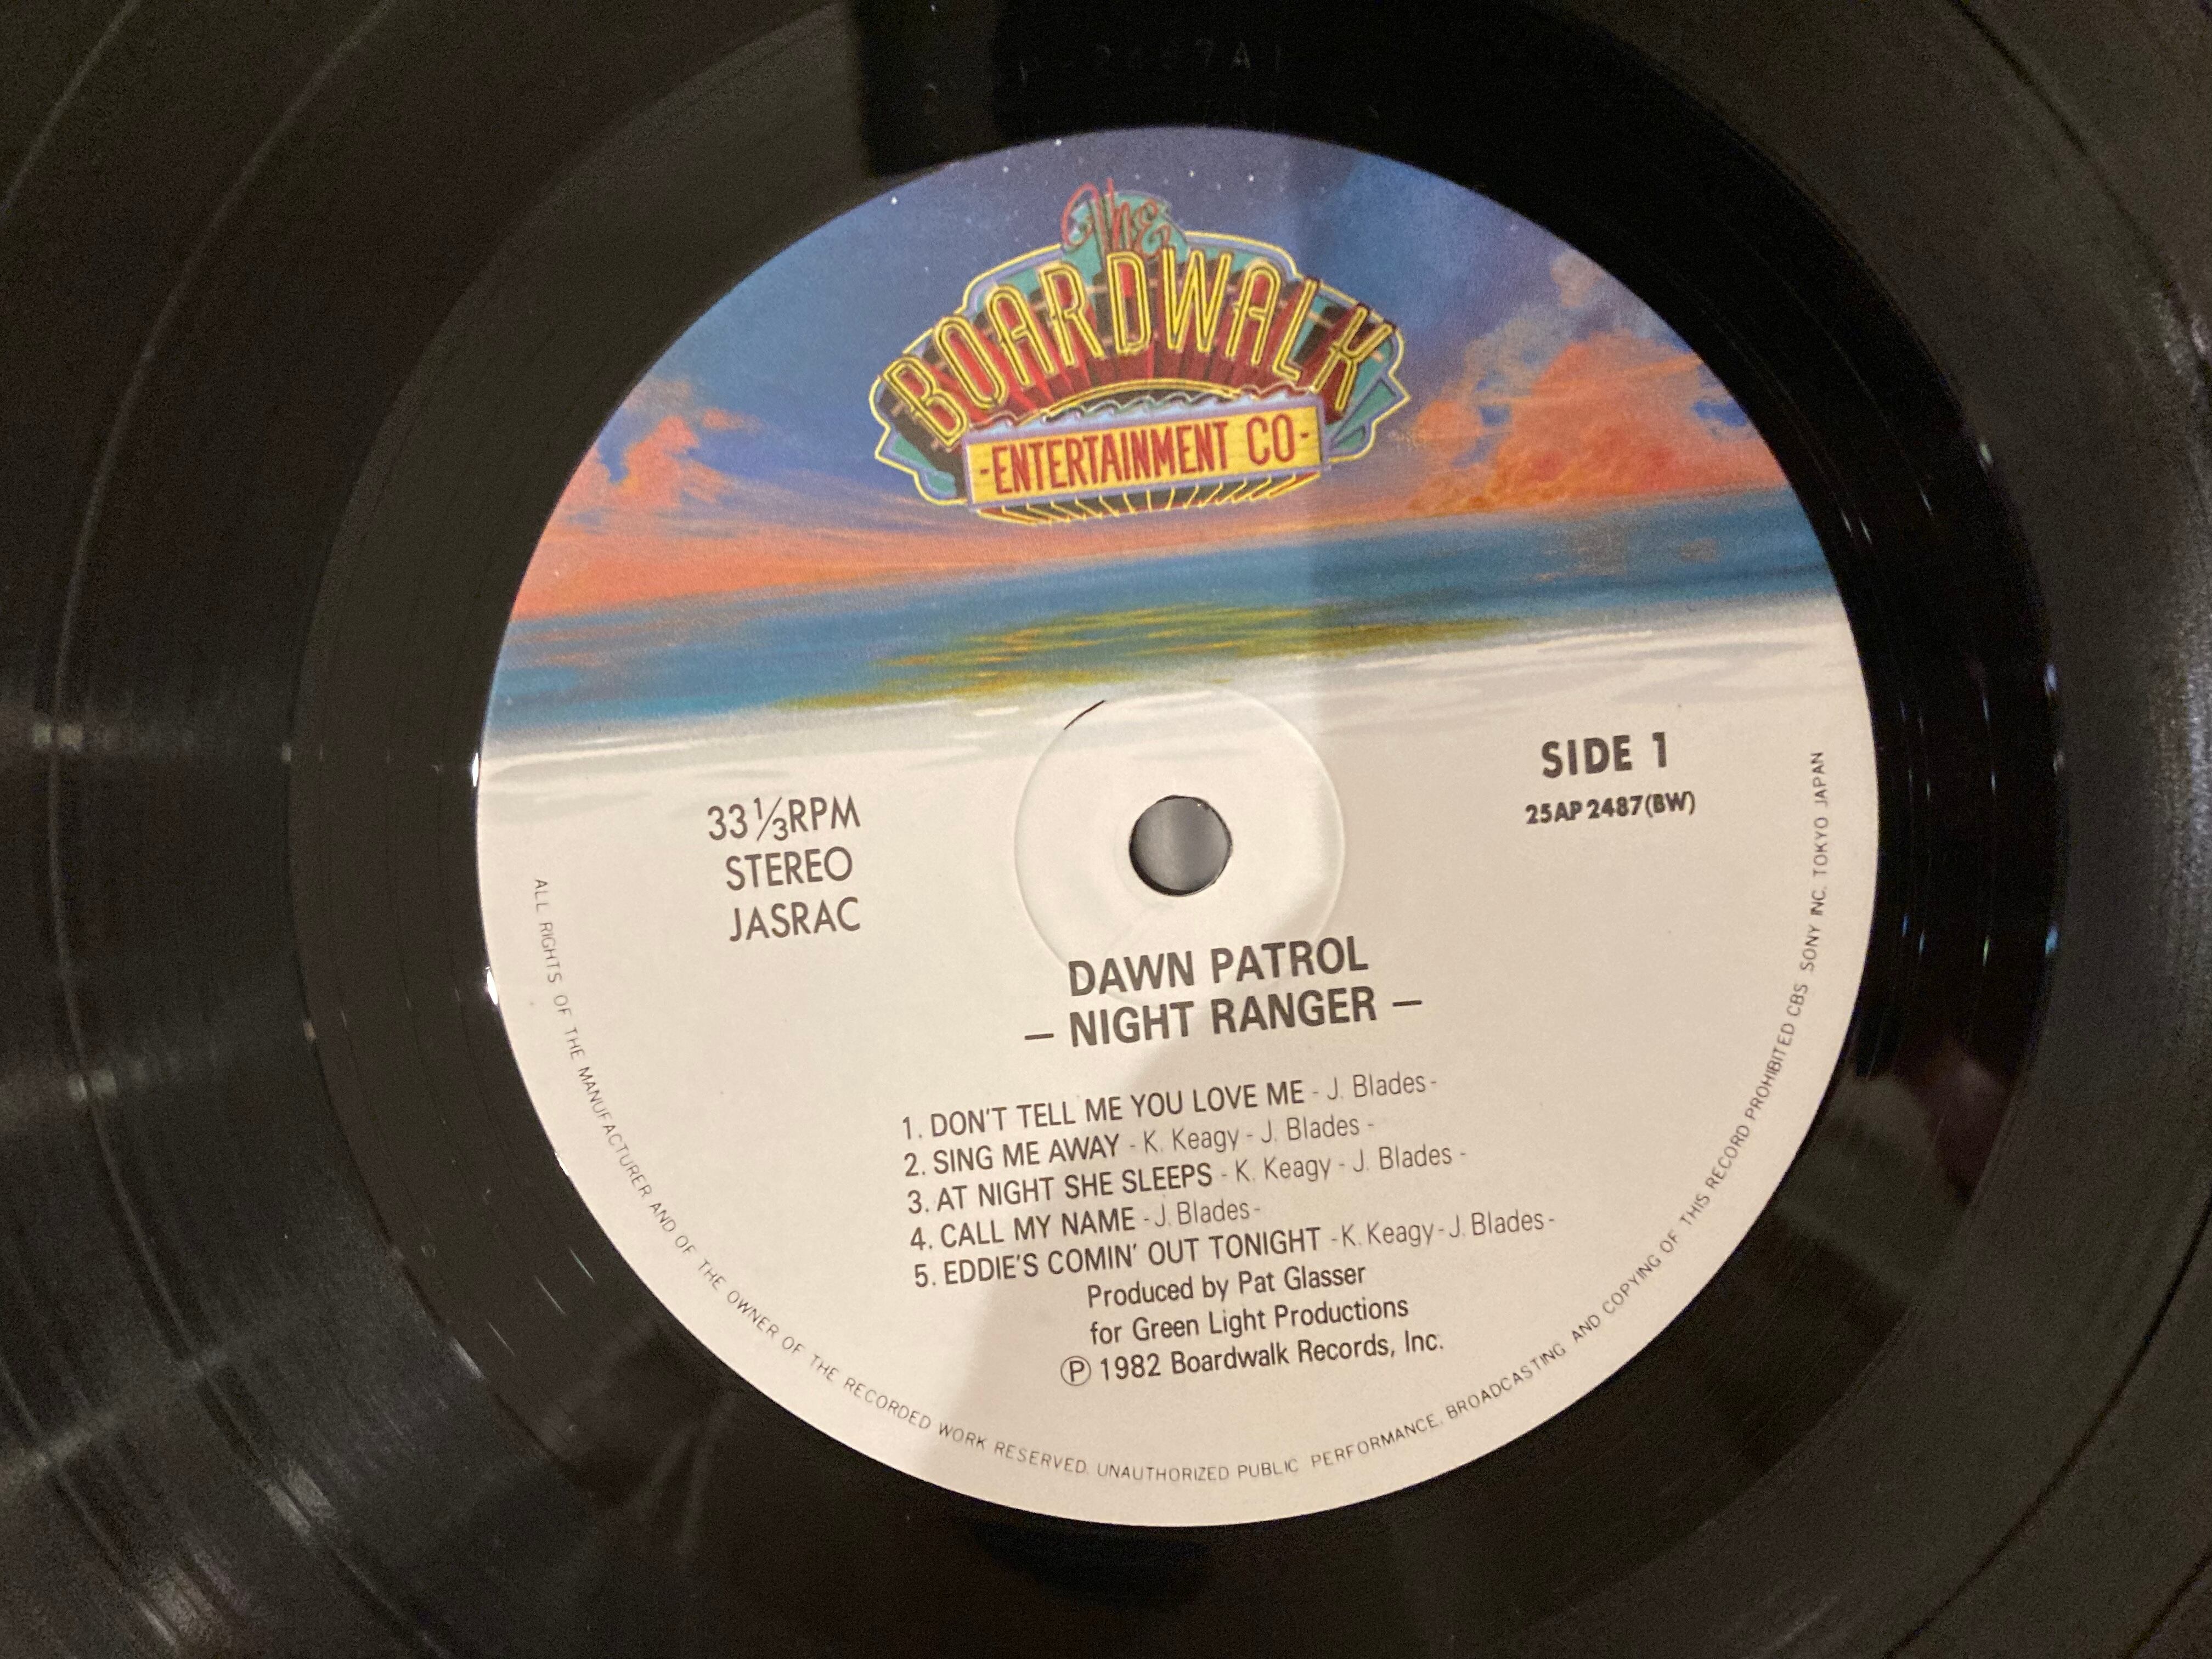 The
BOARDWALK
-ENTERTAINMENT CO-
SIDE 1
25AP 2487(BW)
33 1/3 RPM
STEREO
JASRAC
DAWN PATROL
— NIGHT RANGER —
1. DON'T TELL ME YOU LOVE ME - J. Blades -
2. SING ME AWAY - K. Keagy - J. Blades -
3. AT NIGHT SHE SLEEPS - K. Keagy - J. Blades -
4. CALL MY NAME - J. Blades -
5. EDDIE'S COMIN' OUT TONIGHT - K. Keagy - J. Blades -
Produced by Pat Glasser
for Green Light Productions
Ⓟ 1982 Boardwalk Records, Inc.
ALL RIGHTS OF THE MANUFACTURER AND OF THE OWNER OF THE RECORDED WORK RESERVED. UNAUTHORIZED PUBLIC PERFORMANCE, BROADCASTING AND COPYING OF THIS RECORD PROHIBITED CBS SONY INC. TOKYO JAPAN